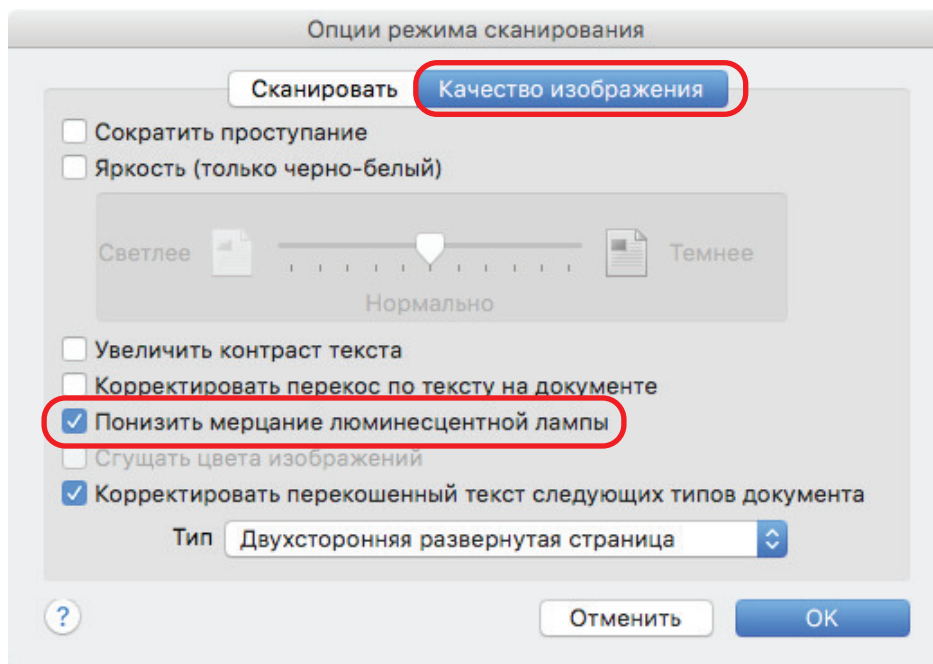 Опции режима сканирования
Сканировать Качество изображения
Сократить проступание
Яркость (только черно-белый)
Светлее Темнее
Нормально
Увеличить контраст текста
Корректировать перекос по тексту на документе
Понизить мерцание люминесцентной лампы
Сгущать цвета изображений
Корректировать перекошенный текст следующих типов документа
Тип Двухсторонняя развернутая страница
? Отменить OK